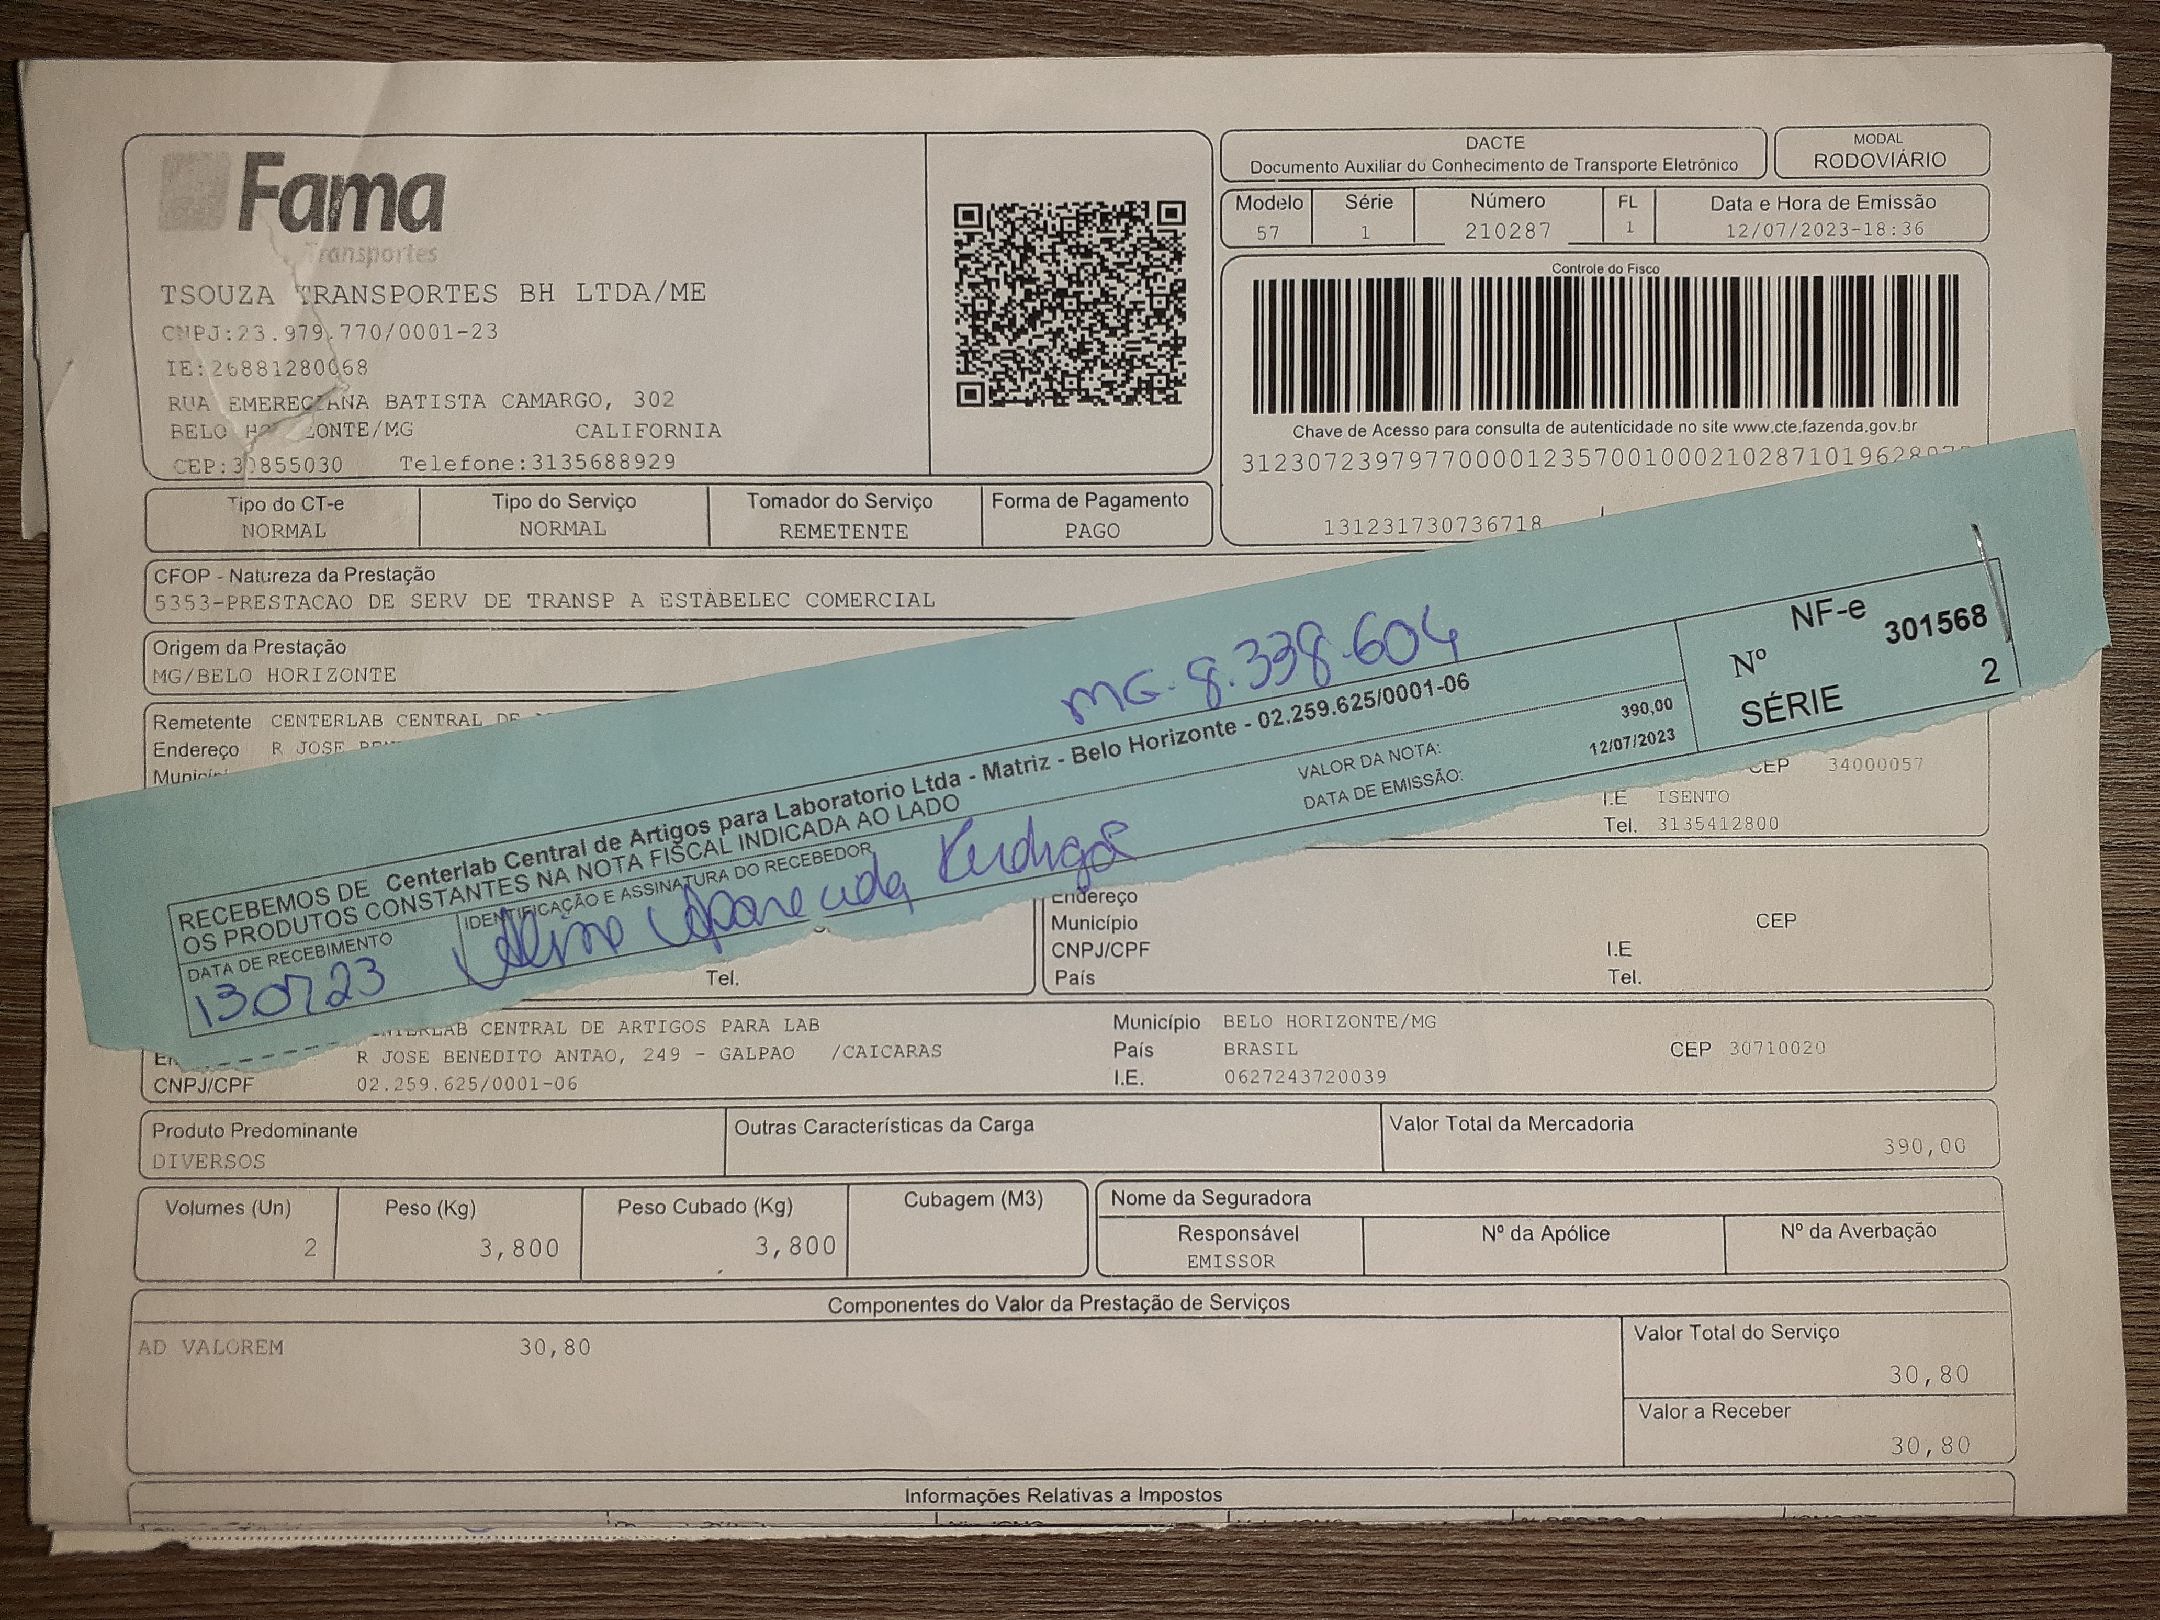 Fama
Transportes
TSOUZA TRANSPORTES BH LTDA/ME
CNPJ:23.979.770/0001-23
IE:26881280068
RUA EMERECIANA BATISTA CAMARGO, 302
BELO HORIZONTE/MG CALIFORNIA
CEP:30855030 Telefone:3135688929
DACTE
Documento Auxiliar do Conhecimento de Transporte Eletrônico
MODAL
RODOVIÁRIO
Modelo Série Número FL Data e Hora de Emissão
57 1 210287 1 12/07/2023-18:36
Controle do Fisco
Chave de Acesso para consulta de autenticidade no site www.cte.fazenda.gov.br
131231730736718
Tipo do CT-e Tipo do Serviço Tomador do Serviço Forma de Pagamento
NORMAL NORMAL REMETENTE PAGO
CFOP - Natureza da Prestação
5353-PRESTACAO DE SERV DE TRANSP A ESTABELEC COMERCIAL
Origem da Prestação
MG/BELO HORIZONTE
Remetente CENTERLAB CENTRAL DE
Endereço R JOSE
CEP 34000057
I.E ISENTO
Tel. 3135412800
MG-8.338.604
RECEBEMOS DE Centerlab Central de Artigos para Laboratorio Ltda - Matriz - Belo Horizonte - 02.259.625/0001-06
OS PRODUTOS CONSTANTES NA NOTA FISCAL INDICADA AO LADO
VALOR DA NOTA: 390,00
DATA DE EMISSÃO: 12/07/2023
DATA DE RECEBIMENTO
130723
IDENTIFICAÇÃO E ASSINATURA DO RECEBEDOR
Aparecida
NF-e
Nº 301568
SÉRIE 2
Tel.
Endereço
Município CEP
CNPJ/CPF I.E
País Tel.
CENTRAL DE ARTIGOS PARA LAB Município BELO HORIZONTE/MG
R JOSE BENEDITO ANTAO, 249 - GALPAO /CAICARAS País BRASIL CEP 30710020
CNPJ/CPF 02.259.625/0001-06 I.E. 0627243720039
Produto Predominante Outras Características da Carga Valor Total da Mercadoria
DIVERSOS 390,00
Volumes (Un) Peso (Kg) Peso Cubado (Kg) Cubagem (M3)
2 3,800 3,800
Nome da Seguradora
Responsável Nº da Apólice Nº da Averbação
EMISSOR
Componentes do Valor da Prestação de Serviços
AD VALOREM 30,80
Valor Total do Serviço
30,80
Valor a Receber
30,80
Informações Relativas a Impostos